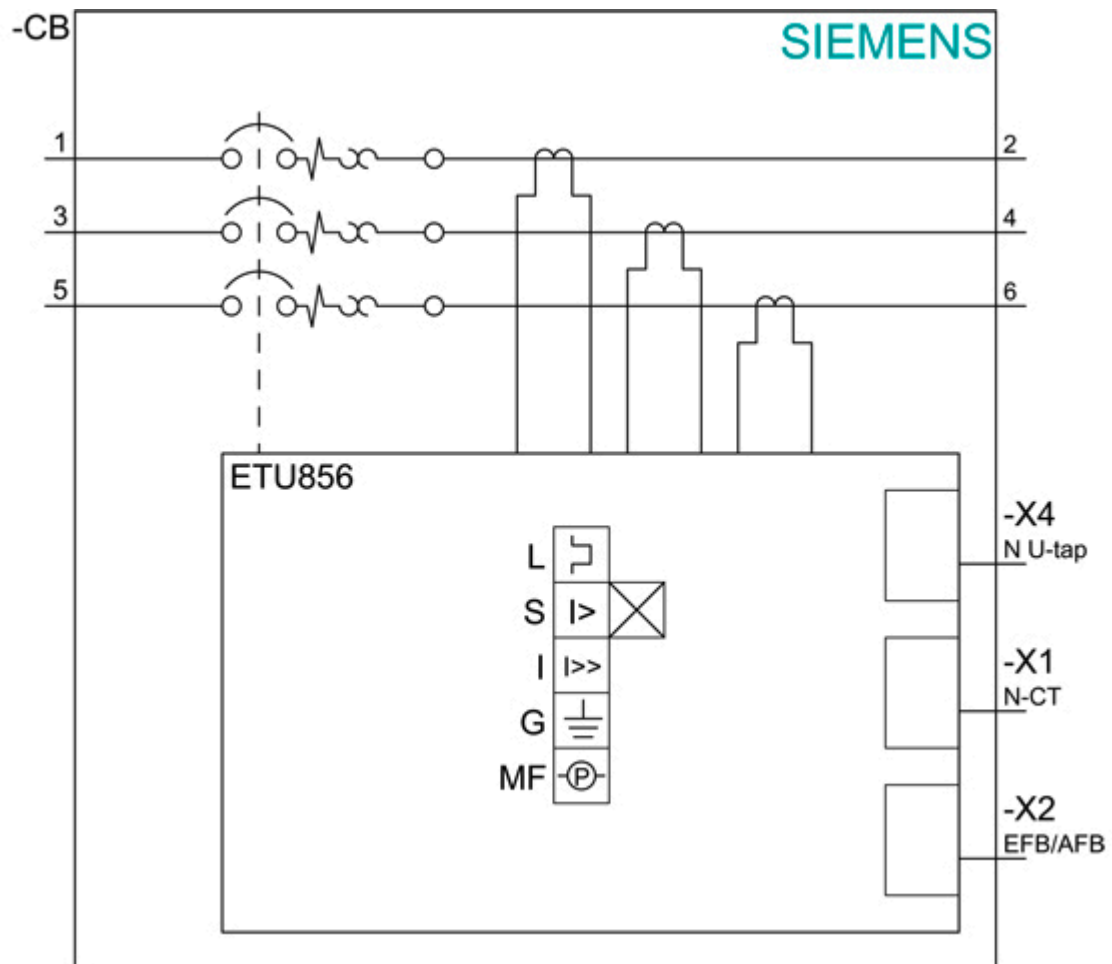 -CB
SIEMENS
1
2
3
4
5
6
ETU856
L
S I>
I I>>
G
MF P
-X4
N U-tap
-X1
N-CT
-X2
EFB/AFB